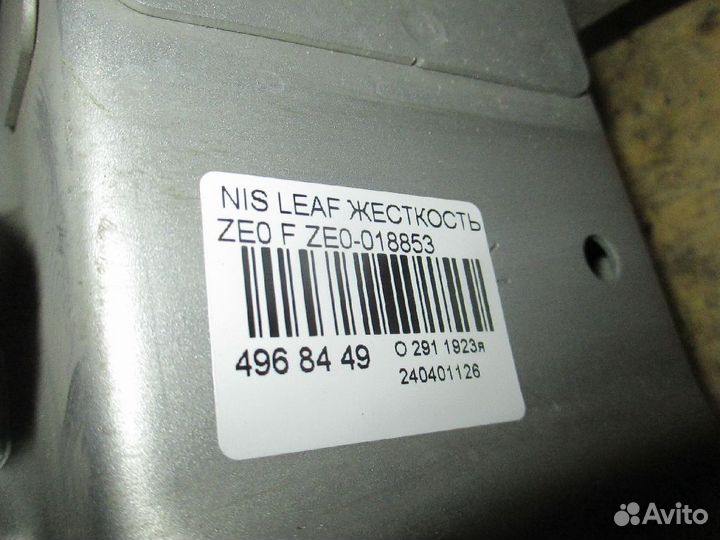 NIS LEAF ЖЕСТКОСТЬ
ZE0 F ZE0-018853
496 84 49
О 291 1923я
240401126
Avito